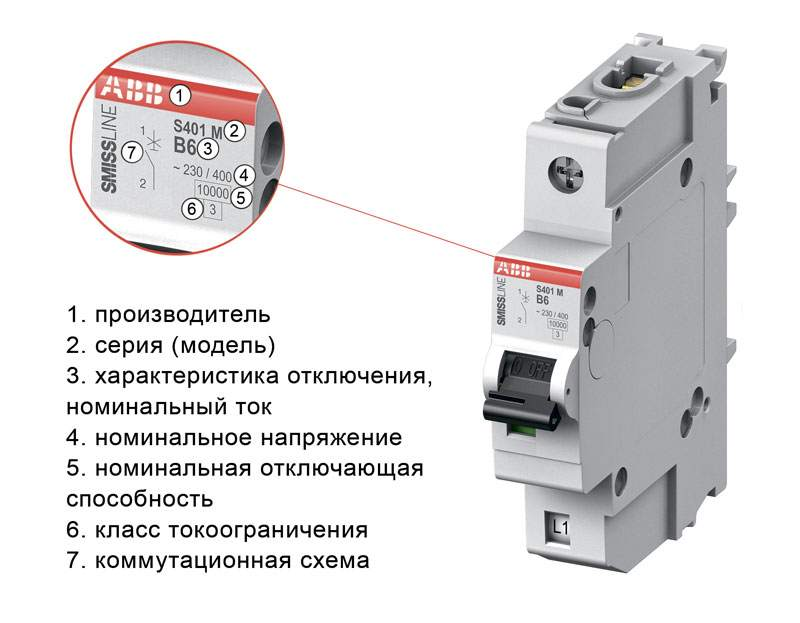 ABB 1
SMISSLINE
S401 M 2
1
B6 3
7
~ 230 / 400 4
2
10000 5
6 3
ABB
SMISSLINE
S401 M
1
B6
~ 230 / 400
2
10000
3
OFF
L1
1. производитель
2. серия (модель)
3. характеристика отключения,
номинальный ток
4. номинальное напряжение
5. номинальная отключающая
способность
6. класс токоограничения
7. коммутационная схема